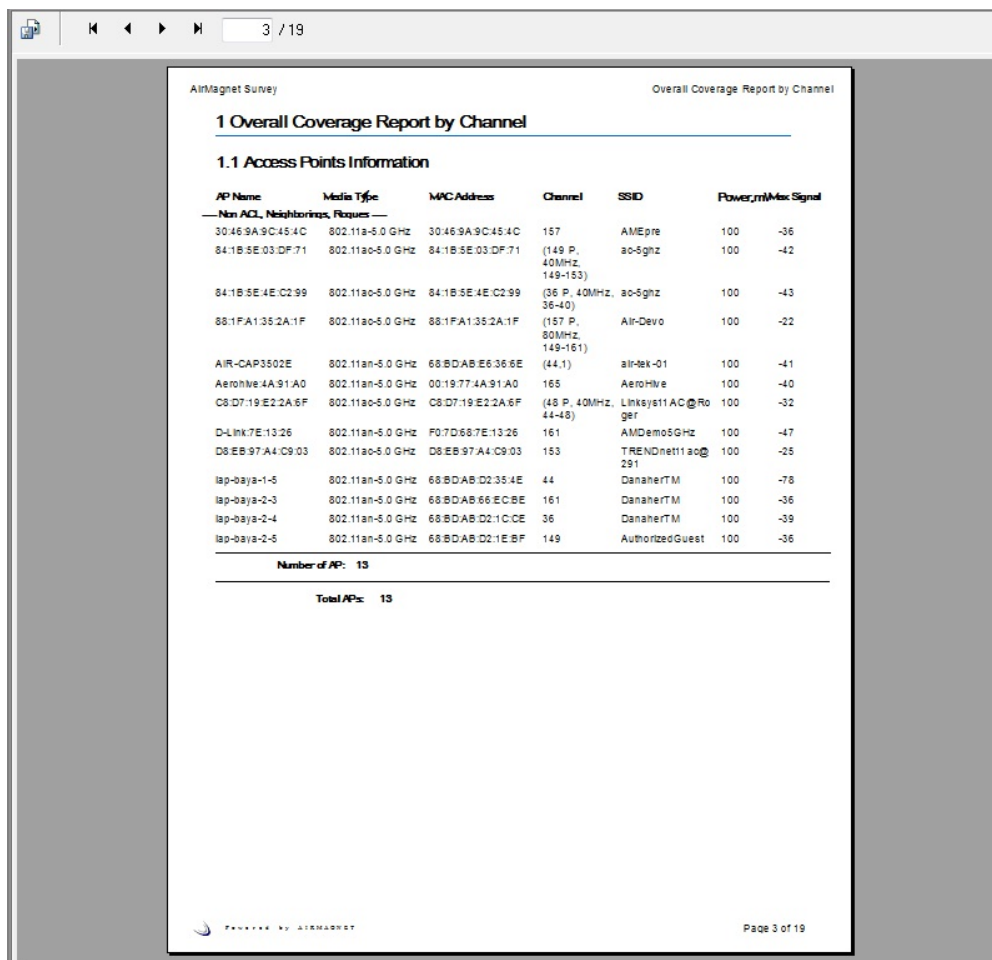 3 / 19
AirMagnet Survey Overall Coverage Report by Channel
1 Overall Coverage Report by Channel
1.1 Access Points Information
AP Name Media Type MAC Address Channel SSID Power,mW Max Signal
Non ACL, Neighborings, Rogues
30:46:9A:9C:45:4C 802.11a-5.0 GHz 30:46:9A:9C:45:4C 157 AMEpre 100 -36
84:1B:5E:03:DF:71 802.11ac-5.0 GHz 84:1B:5E:03:DF:71 (149 P, ac-5ghz 100 -42
40MHz,
149-153)
84:1B:5E:4E:C2:99 802.11ac-5.0 GHz 84:1B:5E:4E:C2:99 (36 P, 40MHz, ac-5ghz 100 -43
36-40)
88:1F:A1:35:2A:1F 802.11ac-5.0 GHz 88:1F:A1:35:2A:1F (157 P, Air-Devo 100 -22
80MHz,
149-161)
AIR-CAP3502E 802.11an-5.0 GHz 68:BD:AB:E6:36:6E (44,1) air-tek-01 100 -41
Aerohive:4A:91:A0 802.11an-5.0 GHz 00:19:77:4A:91:A0 165 AeroHive 100 -40
C8:D7:19:E2:2A:6F 802.11ac-5.0 GHz C8:D7:19:E2:2A:6F (48 P, 40MHz, Linksys11AC@Ro 100 -32
44-48) ger
D-Link:7E:13:26 802.11an-5.0 GHz F0:7D:68:7E:13:26 161 AMDemo5GHz 100 -47
D8:EB:97:A4:C9:03 802.11ac-5.0 GHz D8:EB:97:A4:C9:03 153 TRENDnet11ac@ 100 -25
291
lap-baya-1-5 802.11an-5.0 GHz 68:BD:AB:D2:35:4E 44 DanaherTM 100 -78
lap-baya-2-3 802.11an-5.0 GHz 68:BD:AB:66:EC:BE 161 DanaherTM 100 -36
lap-baya-2-4 802.11an-5.0 GHz 68:BD:AB:D2:1C:CE 36 DanaherTM 100 -39
lap-baya-2-5 802.11an-5.0 GHz 68:BD:AB:D2:1E:BF 149 AuthorizedGuest 100 -36
Number of AP: 13
Total APs: 13
Powered by AIRMAGNET Page 3 of 19